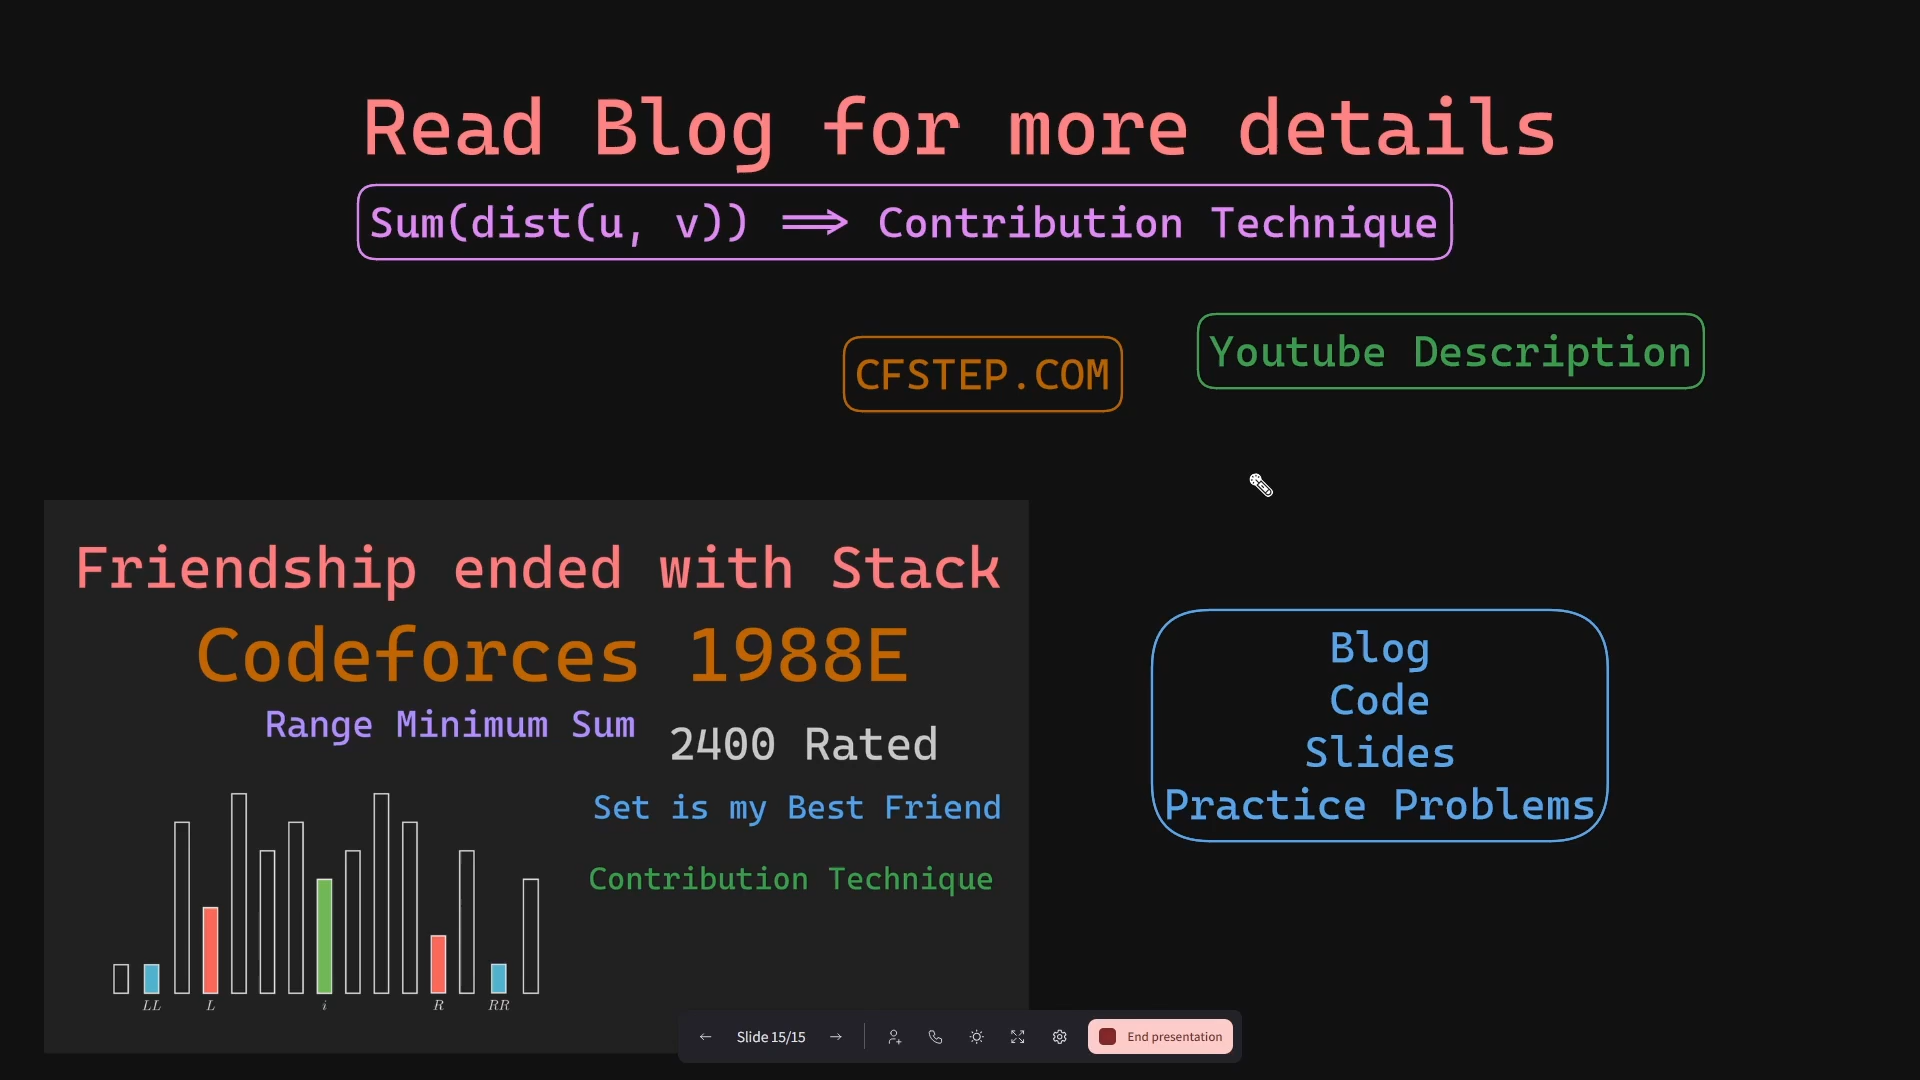 Read Blog for more details
Sum(dist(u, v)) ⟹ Contribution Technique
CFSTEP.COM
Youtube Description
Friendship ended with Stack
Codeforces 1988E
Range Minimum Sum
2400 Rated
Set is my Best Friend
Contribution Technique
LL L i R RR
Blog
Code
Slides
Practice Problems
Slide 15/15
End presentation